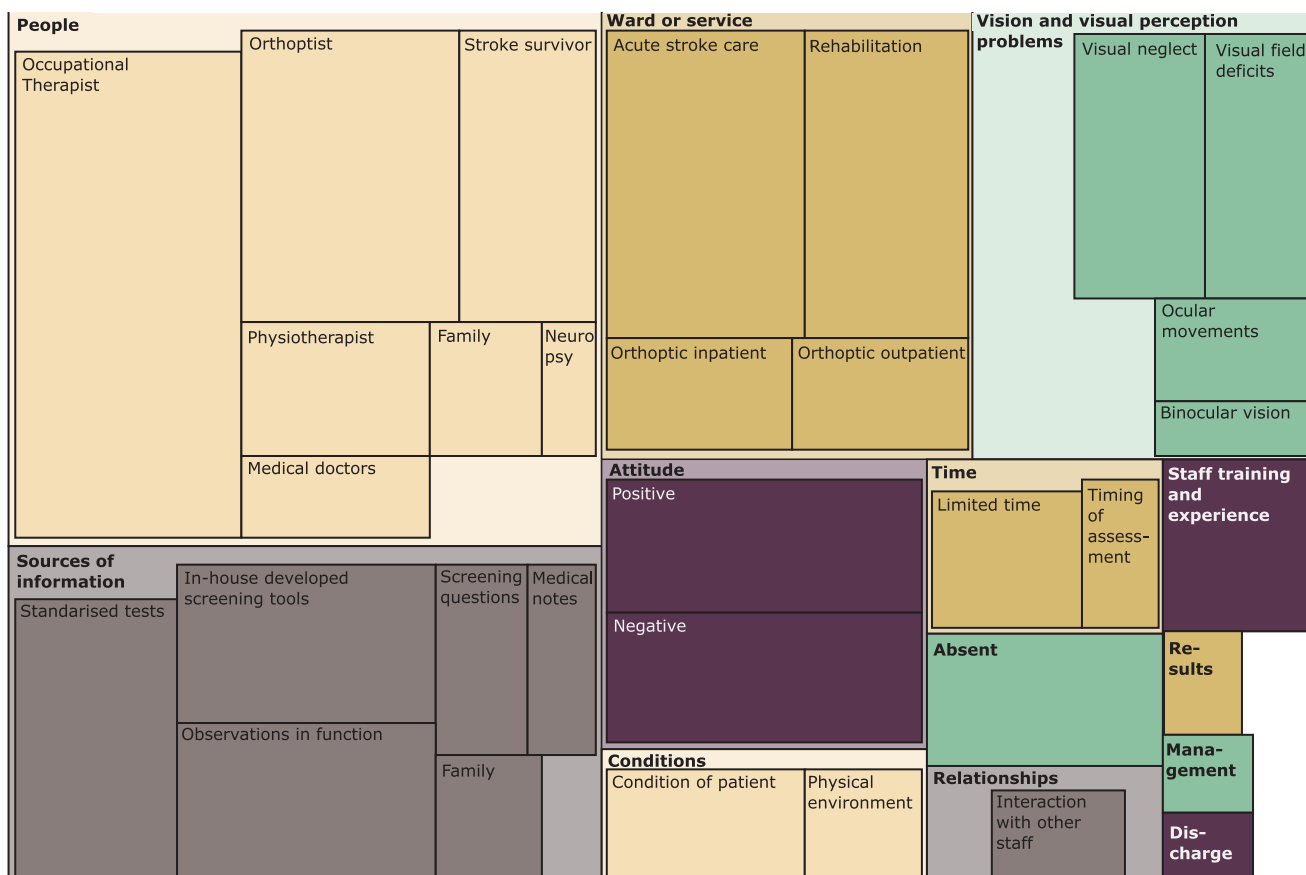 People
Occupational
Therapist
Orthoptist
Stroke survivor
Physiotherapist
Family
Neuro
psy
Medical doctors
Ward or service
Acute stroke care
Rehabilitation
Orthoptic inpatient
Orthoptic outpatient
Vision and visual perception
problems
Visual neglect
Visual field
deficits
Ocular
movements
Binocular vision
Sources of
information
Standarised tests
In-house developed
screening tools
Observations in function
Screening
questions
Medical
notes
Family
Attitude
Positive
Negative
Conditions
Condition of patient
Physical
environment
Time
Limited time
Timing
of
assess-
ment
Absent
Relationships
Interaction
with other
staff
Staff training
and
experience
Re-
sults
Mana-
gement
Dis-
charge